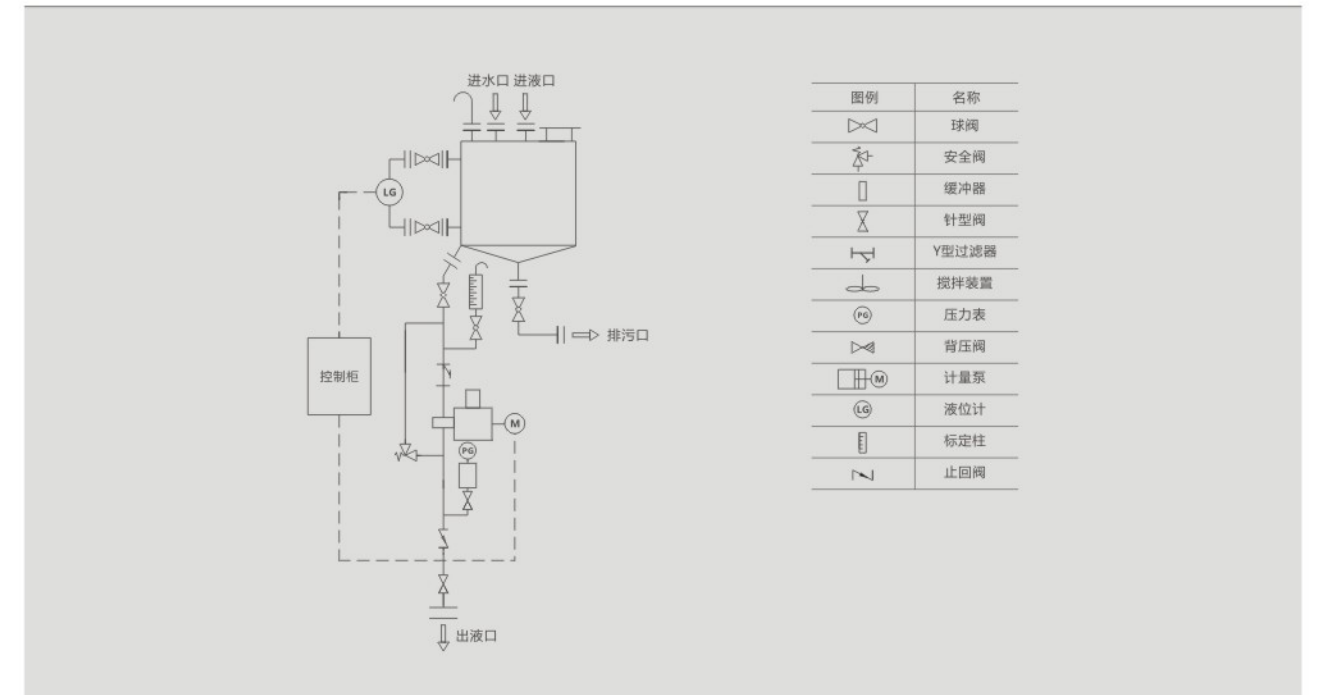 进水口 进液口
LG
排污口
控制柜
M
PG
出液口
图例 名称
球阀
安全阀
缓冲器
针型阀
Y型过滤器
搅拌装置
PG 压力表
背压阀
M 计量泵
LG 液位计
标定柱
止回阀